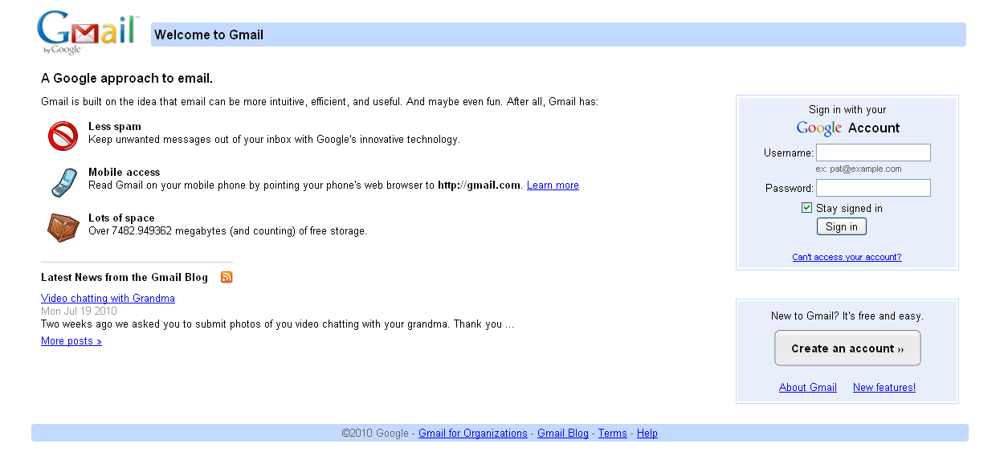 Gmail™
by Google™
Welcome to Gmail
A Google approach to email.
Gmail is built on the idea that email can be more intuitive, efficient, and useful. And maybe even fun. After all, Gmail has:
Less spam
Keep unwanted messages out of your inbox with Google's innovative technology.
Mobile access
Read Gmail on your mobile phone by pointing your phone's web browser to http://gmail.com. Learn more
Lots of space
Over 7482.949362 megabytes (and counting) of free storage.
Latest News from the Gmail Blog
Video chatting with Grandma
Mon Jul 19 2010
Two weeks ago we asked you to submit photos of you video chatting with your grandma. Thank you ...
More posts »
Sign in with your
Google Account
Username:
ex: pat@example.com
Password:
Stay signed in
Sign in
Can't access your account?
New to Gmail? It's free and easy.
Create an account ››
About Gmail New features!
©2010 Google - Gmail for Organizations - Gmail Blog - Terms - Help